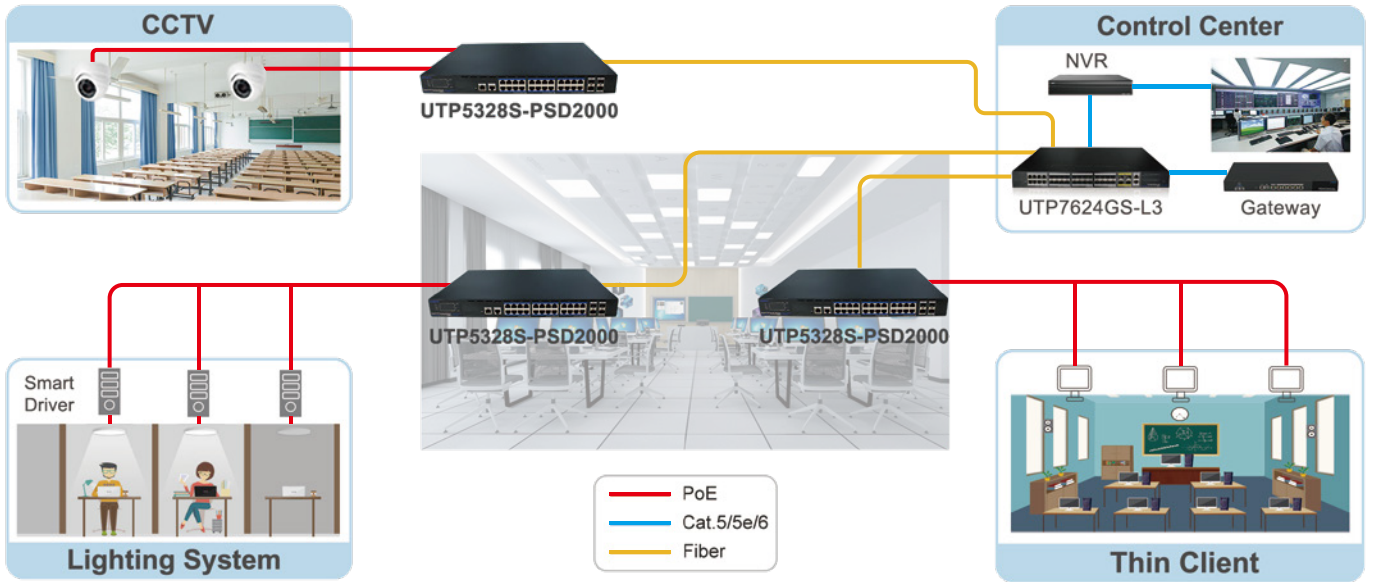 CCTV
UTP5328S-PSD2000
Control Center
NVR
UTP7624GS-L3
Gateway
UTP5328S-PSD2000
UTP5328S-PSD2000
Smart
Driver
Lighting System
PoE
Cat.5/5e/6
Fiber
Thin Client